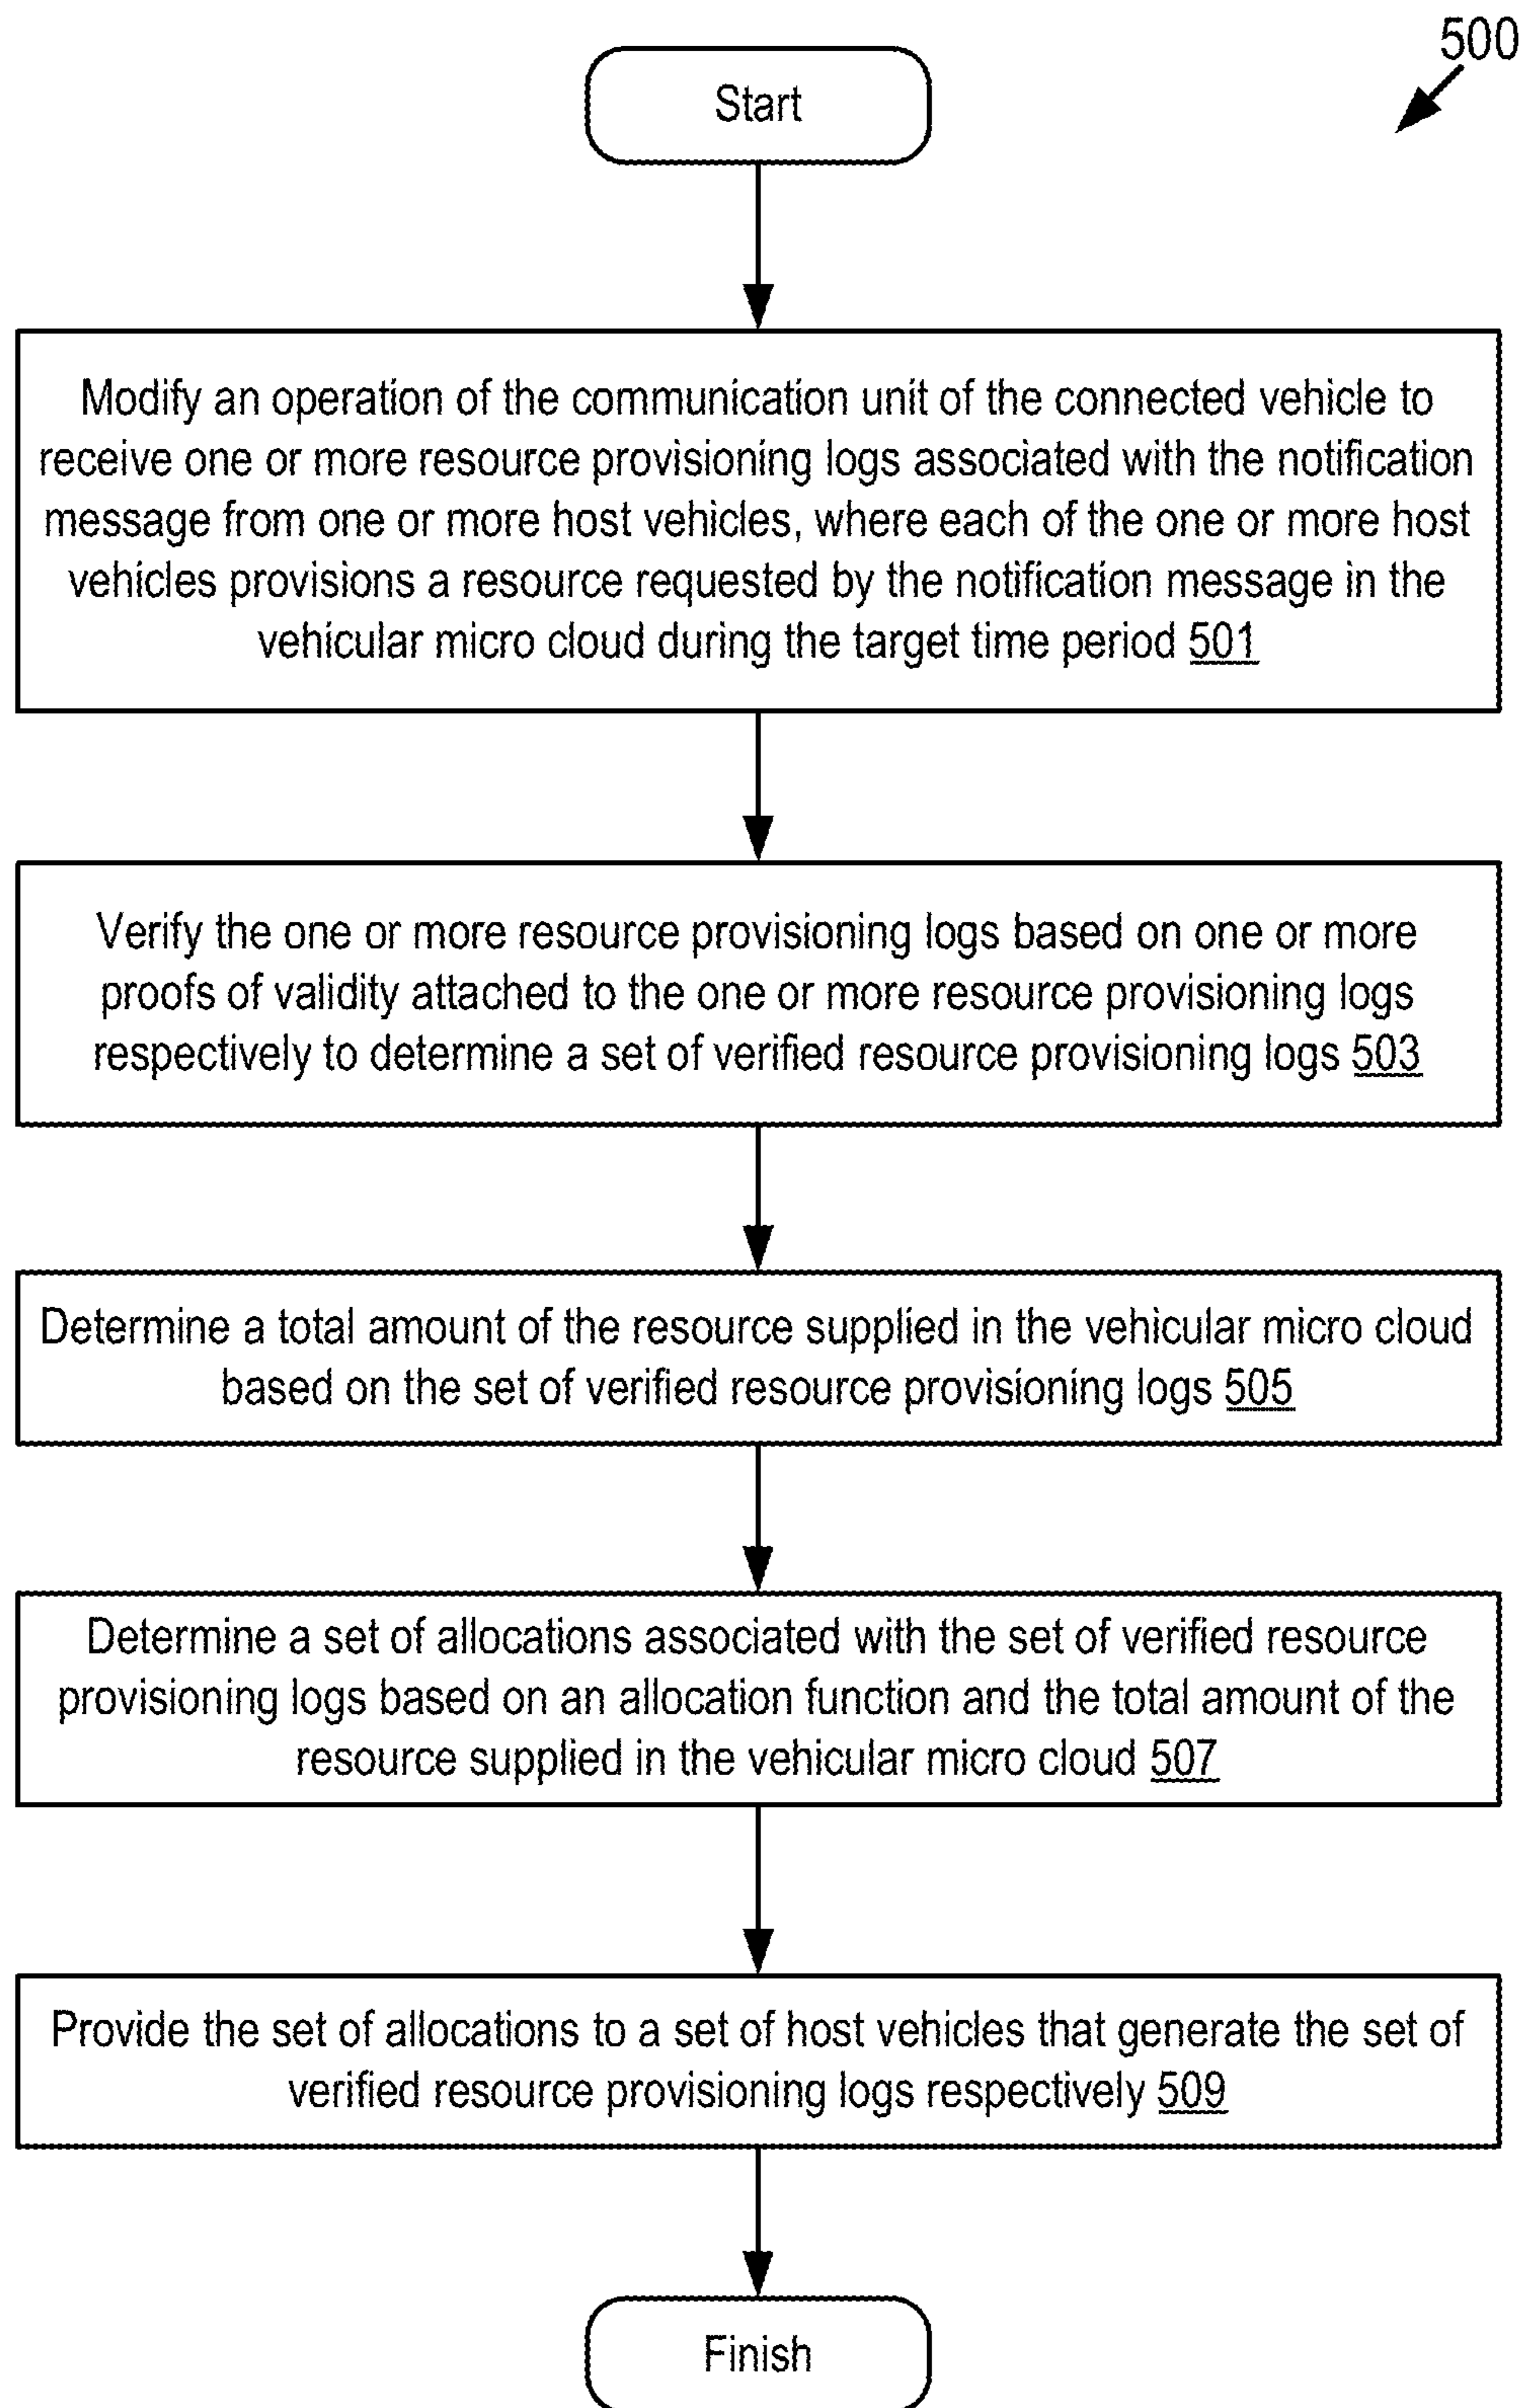 500
Start
Modify an operation of the communication unit of the connected vehicle to
receive one or more resource provisioning logs associated with the notification
message from one or more host vehicles, where each of the one or more host
vehicles provisions a resource requested by the notification message in the
vehicular micro cloud during the target time period 501
Verify the one or more resource provisioning logs based on one or more
proofs of validity attached to the one or more resource provisioning logs
respectively to determine a set of verified resource provisioning logs 503
Determine a total amount of the resource supplied in the vehicular micro cloud
based on the set of verified resource provisioning logs 505
Determine a set of allocations associated with the set of verified resource
provisioning logs based on an allocation function and the total amount of the
resource supplied in the vehicular micro cloud 507
Provide the set of allocations to a set of host vehicles that generate the set of
verified resource provisioning logs respectively 509
Finish